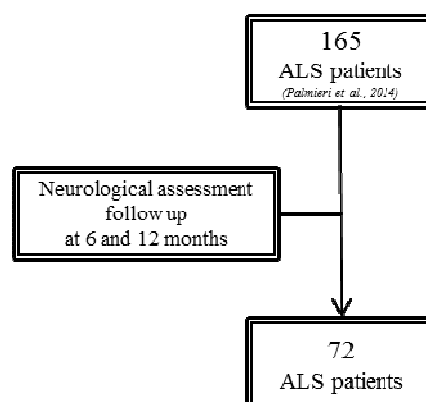 165
ALS patients
(Palmieri et al., 2014)
Neurological assessment
follow up
at 6 and 12 months
72
ALS patients